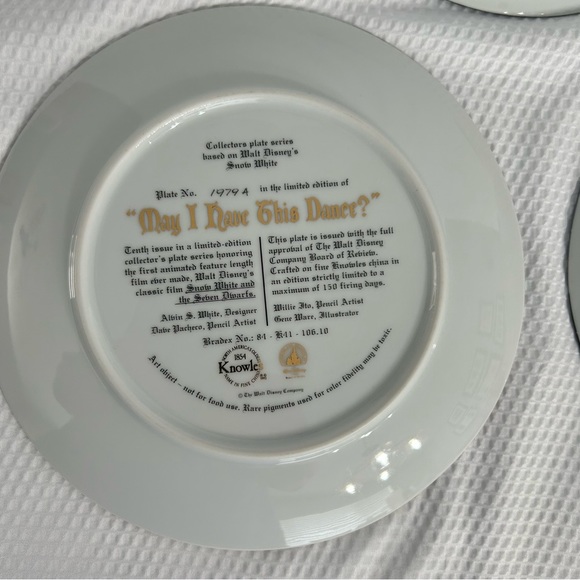 Collectors plate series
based on Walt Disney's
Snow White
Plate No. 1979A in the limited edition of
"May I Have This Dance?"
Tenth issue in a limited-edition
collector's plate series honoring
the first animated feature length
film ever made, Walt Disney's
classic film Snow White and
the Seven Dwarfs.
Alvin S. White, Designer
Dave Pacheco, Pencil Artist
This plate is issued with the full
approval of The Walt Disney
Company Board of Review.
Crafted on fine Knowles china in
an edition strictly limited to a
maximum of 150 firing days.
Willie Ito, Pencil Artist
Gene Ware, Illustrator
Bradex No.: 84 - K41 - 106.10
1854
Knowles
© The Walt Disney Company
Art object - not for food use. Rare pigments used for color fidelity may be toxic.